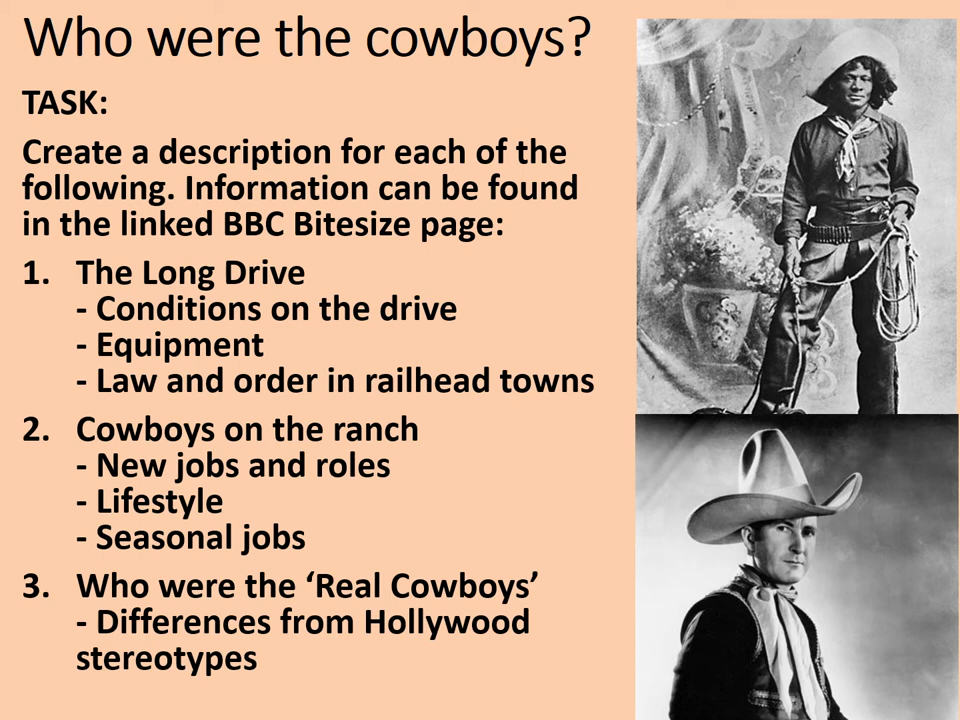 Who were the cowboys?
TASK:
Create a description for each of the
following. Information can be found
in the linked BBC Bitesize page:
1. The Long Drive
- Conditions on the drive
- Equipment
- Law and order in railhead towns
2. Cowboys on the ranch
- New jobs and roles
- Lifestyle
- Seasonal jobs
3. Who were the ‘Real Cowboys’
- Differences from Hollywood
stereotypes